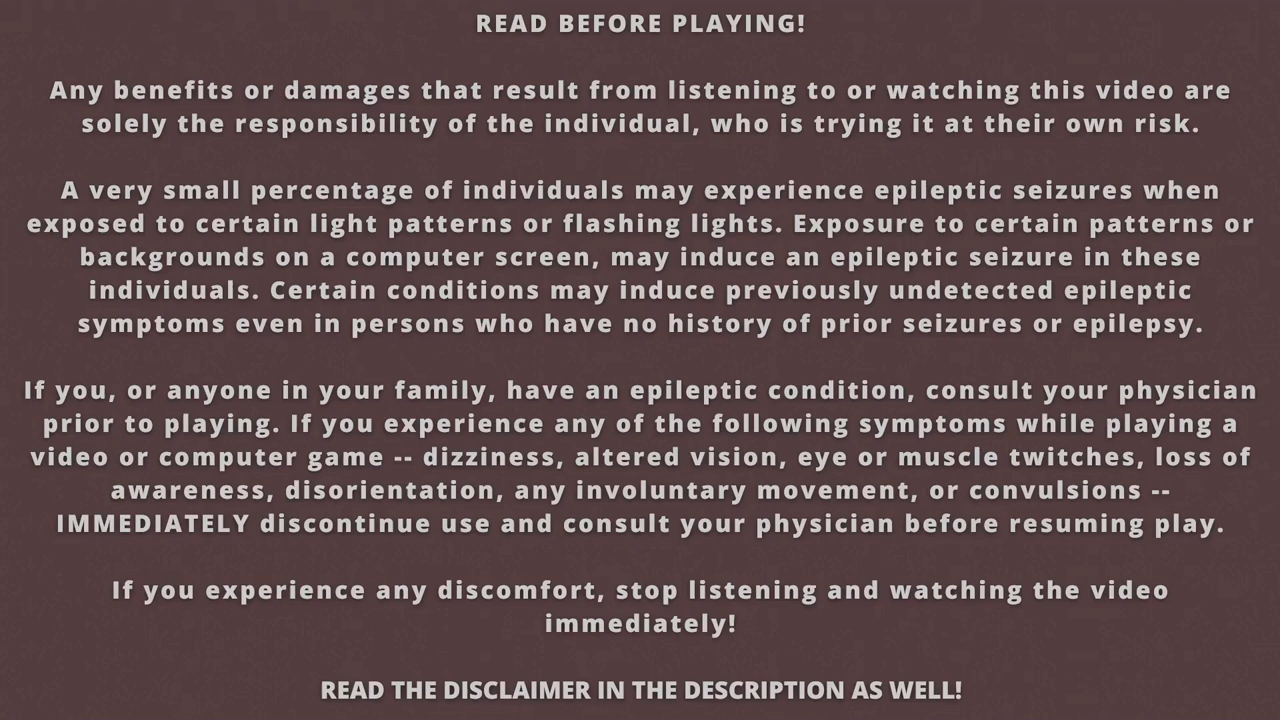 READ BEFORE PLAYING!
Any benefits or damages that result from listening to or watching this video are
solely the responsibility of the individual, who is trying it at their own risk.
A very small percentage of individuals may experience epileptic seizures when
exposed to certain light patterns or flashing lights. Exposure to certain patterns or
backgrounds on a computer screen, may induce an epileptic seizure in these
individuals. Certain conditions may induce previously undetected epileptic
symptoms even in persons who have no history of prior seizures or epilepsy.
If you, or anyone in your family, have an epileptic condition, consult your physician
prior to playing. If you experience any of the following symptoms while playing a
video or computer game -- dizziness, altered vision, eye or muscle twitches, loss of
awareness, disorientation, any involuntary movement, or convulsions --
IMMEDIATELY discontinue use and consult your physician before resuming play.
If you experience any discomfort, stop listening and watching the video
immediately!
READ THE DISCLAIMER IN THE DESCRIPTION AS WELL!